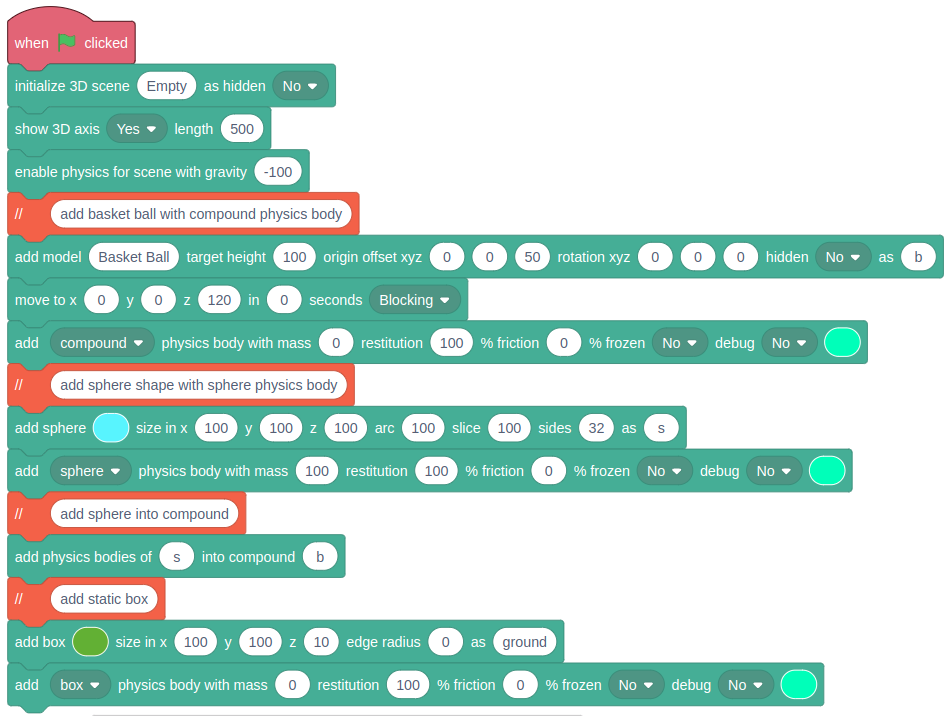 when clicked
initialize 3D scene Empty as hidden No
show 3D axis Yes length 500
enable physics for scene with gravity -100
// add basket ball with compound physics body
add model Basket Ball target height 100 origin offset xyz 0 0 50 rotation xyz 0 0 0 hidden No as b
move to x 0 y 0 z 120 in 0 seconds Blocking
add compound physics body with mass 0 restitution 100 % friction 0 % frozen No debug No
// add sphere shape with sphere physics body
add sphere size in x 100 y 100 z 100 arc 100 slice 100 sides 32 as s
add sphere physics body with mass 100 restitution 100 % friction 0 % frozen No debug No
// add sphere into compound
add physics bodies of s into compound b
// add static box
add box size in x 100 y 100 z 10 edge radius 0 as ground
add box physics body with mass 0 restitution 100 % friction 0 % frozen No debug No